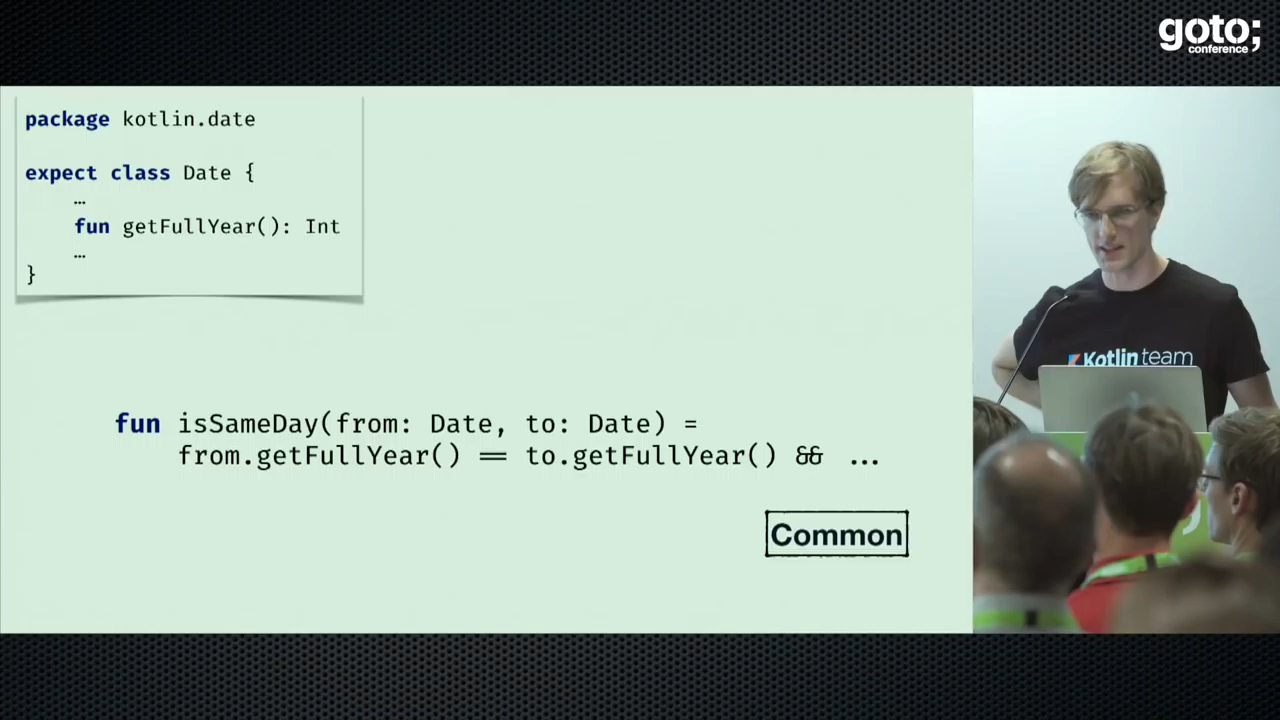 goto;
conference
package kotlin.date
expect class Date {
…
fun getFullYear(): Int
…
}
fun isSameDay(from: Date, to: Date) =
from.getFullYear() == to.getFullYear() && ...
Common
Kotlin team